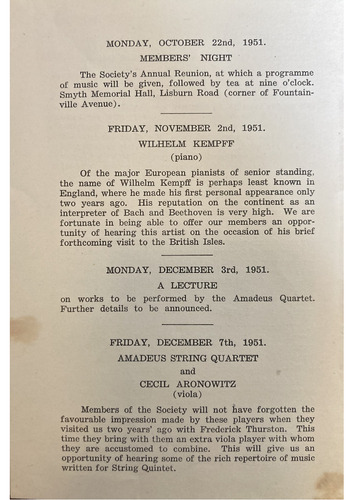 MONDAY, OCTOBER 22nd, 1951.
MEMBERS' NIGHT
The Society's Annual Reunion, at which a programme
of music will be given, followed by tea at nine o'clock.
Smyth Memorial Hall, Lisburn Road (corner of Fountain-
ville Avenue).
FRIDAY, NOVEMBER 2nd, 1951.
WILHELM KEMPFF
(piano)
Of the major European pianists of senior standing,
the name of Wilhelm Kempff is perhaps least known in
England, where he made his first personal appearance only
two years ago. His reputation on the continent as an
interpreter of Bach and Beethoven is very high. We are
fortunate in being able to offer our members an oppor-
tunity of hearing this artist on the occasion of his brief
forthcoming visit to the British Isles.
MONDAY, DECEMBER 3rd, 1951.
A LECTURE
on works to be performed by the Amadeus Quartet.
Further details to be announced.
FRIDAY, DECEMBER 7th, 1951.
AMADEUS STRING QUARTET
and
CECIL ARONOWITZ
(viola)
Members of the Society will not have forgotten the
favourable impression made by these players when they
visited us two years' ago with Frederick Thurston. This
time they bring with them an extra viola player with whom
they are accustomed to combine. This will give us an
opportunity of hearing some of the rich repertoire of music
written for String Quintet.